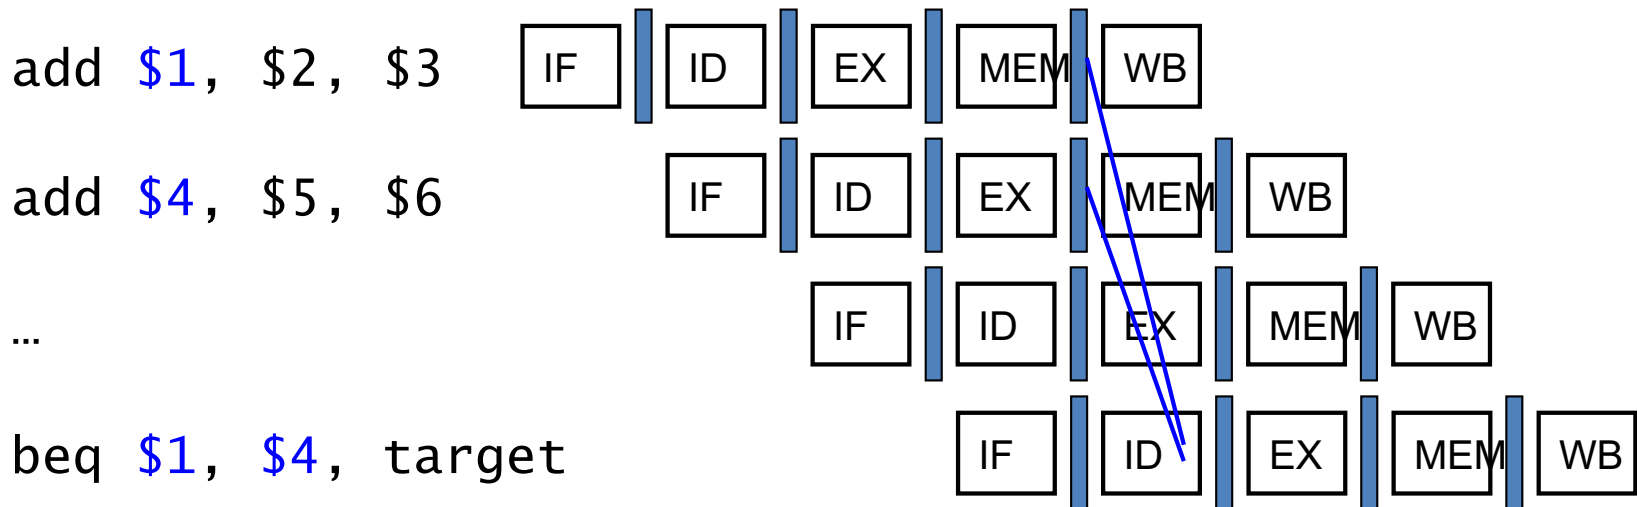 add $1, $2, $3 IF ID EX MEM WB
add $4, $5, $6 IF ID EX MEM WB
… IF ID EX MEM WB
beq $1, $4, target IF ID EX MEM WB